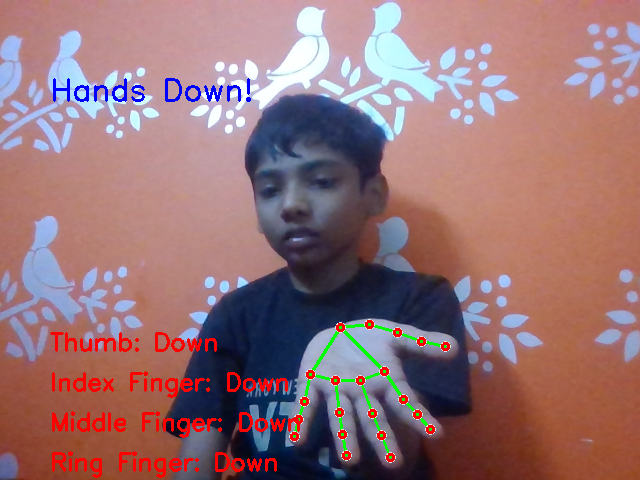 Hands Down!
Thumb: Down
Index Finger: Down
Middle Finger: Down
Ring Finger: Down